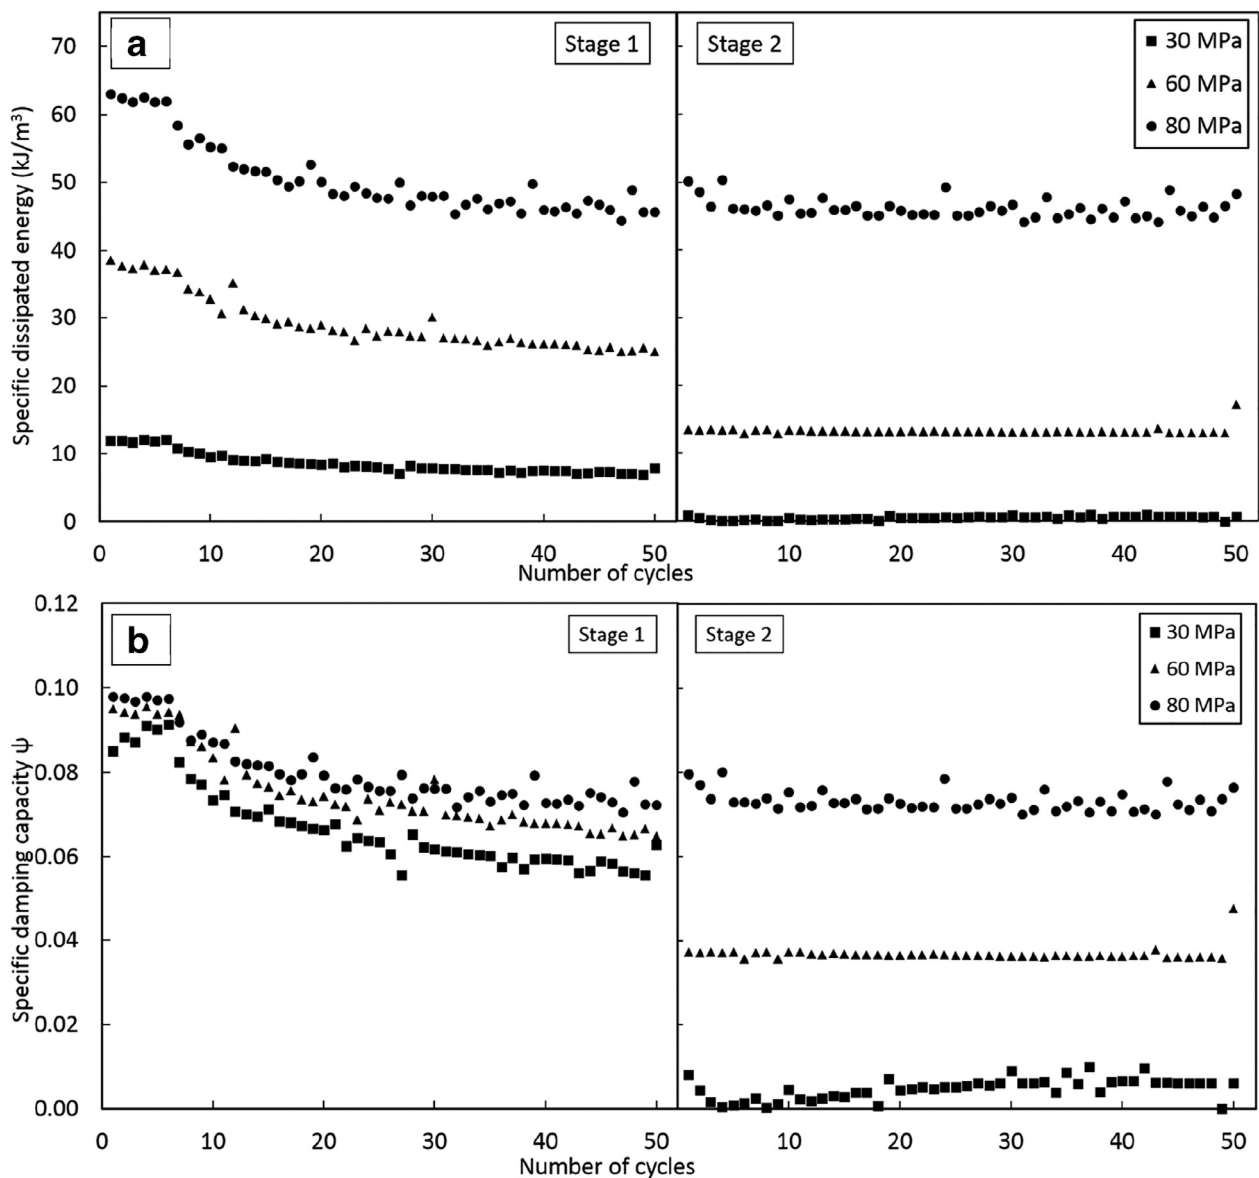 a
Stage 1
Stage 2
30 MPa
60 MPa
80 MPa
Specific dissipated energy (kJ/m³)
70
60
50
40
30
20
10
0
0 10 20 30 40 50 10 20 30 40 50
Number of cycles
b
Stage 1
Stage 2
30 MPa
60 MPa
80 MPa
Specific damping capacity ψ
0.12
0.10
0.08
0.06
0.04
0.02
0.00
0 10 20 30 40 50 10 20 30 40 50
Number of cycles